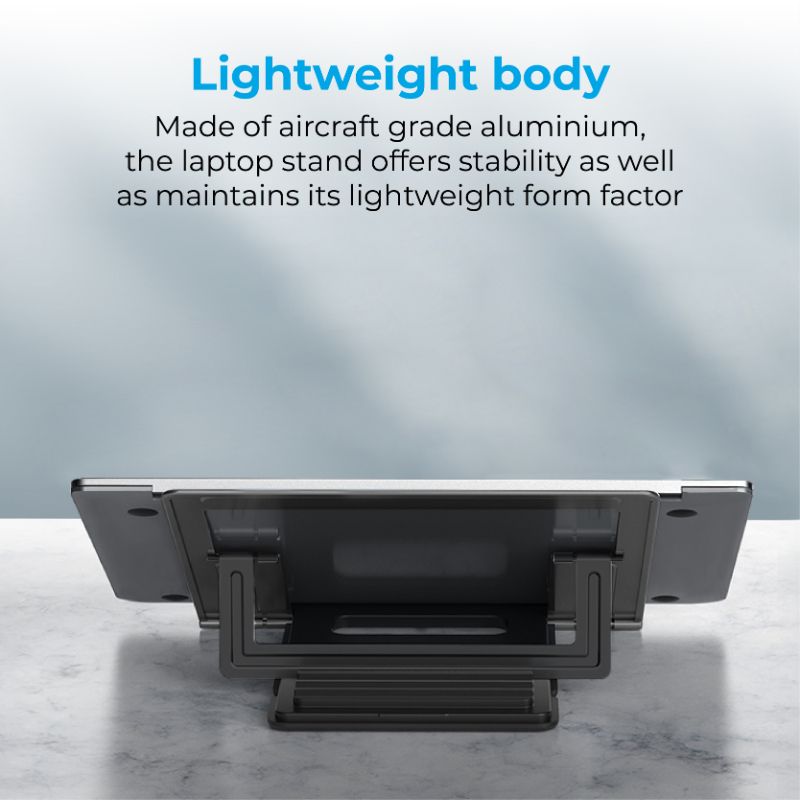 Lightweight body
Made of aircraft grade aluminium,
the laptop stand offers stability as well
as maintains its lightweight form factor